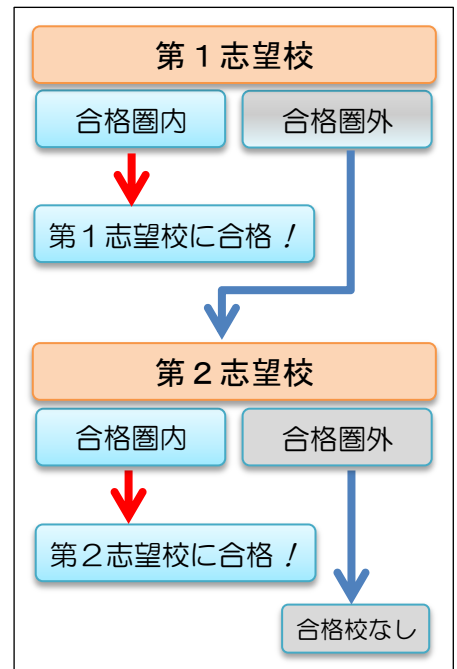 第１志望校
合格圏内
合格圏外
第１志望校に合格！
第２志望校
合格圏内
合格圏外
第２志望校に合格！
合格校なし